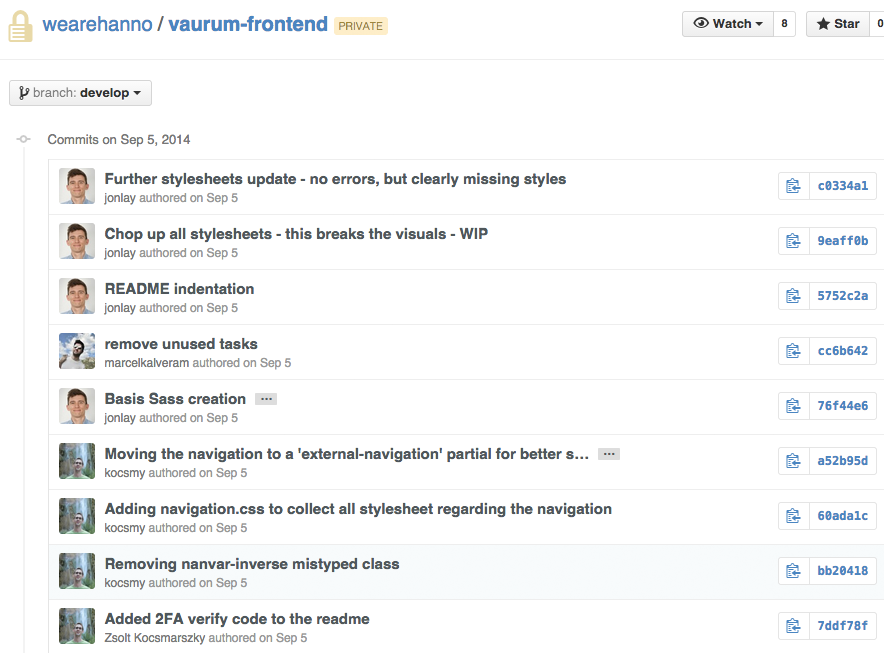 wearehanno / vaurum-frontend PRIVATE Watch 8 Star 0
branch: develop
Commits on Sep 5, 2014
Further stylesheets update - no errors, but clearly missing styles
jonlay authored on Sep 5
c0334a1
Chop up all stylesheets - this breaks the visuals - WIP
jonlay authored on Sep 5
9eaff0b
README indentation
jonlay authored on Sep 5
5752c2a
remove unused tasks
marcelkalveram authored on Sep 5
cc6b642
Basis Sass creation ...
jonlay authored on Sep 5
76f44e6
Moving the navigation to a 'external-navigation' partial for better s... ...
kocsmy authored on Sep 5
a52b95d
Adding navigation.css to collect all stylesheet regarding the navigation
kocsmy authored on Sep 5
60ada1c
Removing nanvar-inverse mistyped class
kocsmy authored on Sep 5
bb20418
Added 2FA verify code to the readme
Zsolt Kocsmarszky authored on Sep 5
7ddf78f